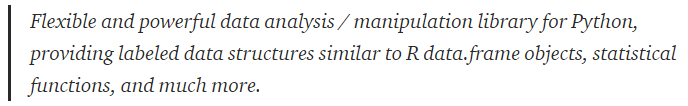 Flexible and powerful data analysis / manipulation library for Python,
providing labeled data structures similar to R data.frame objects, statistical
functions, and much more.